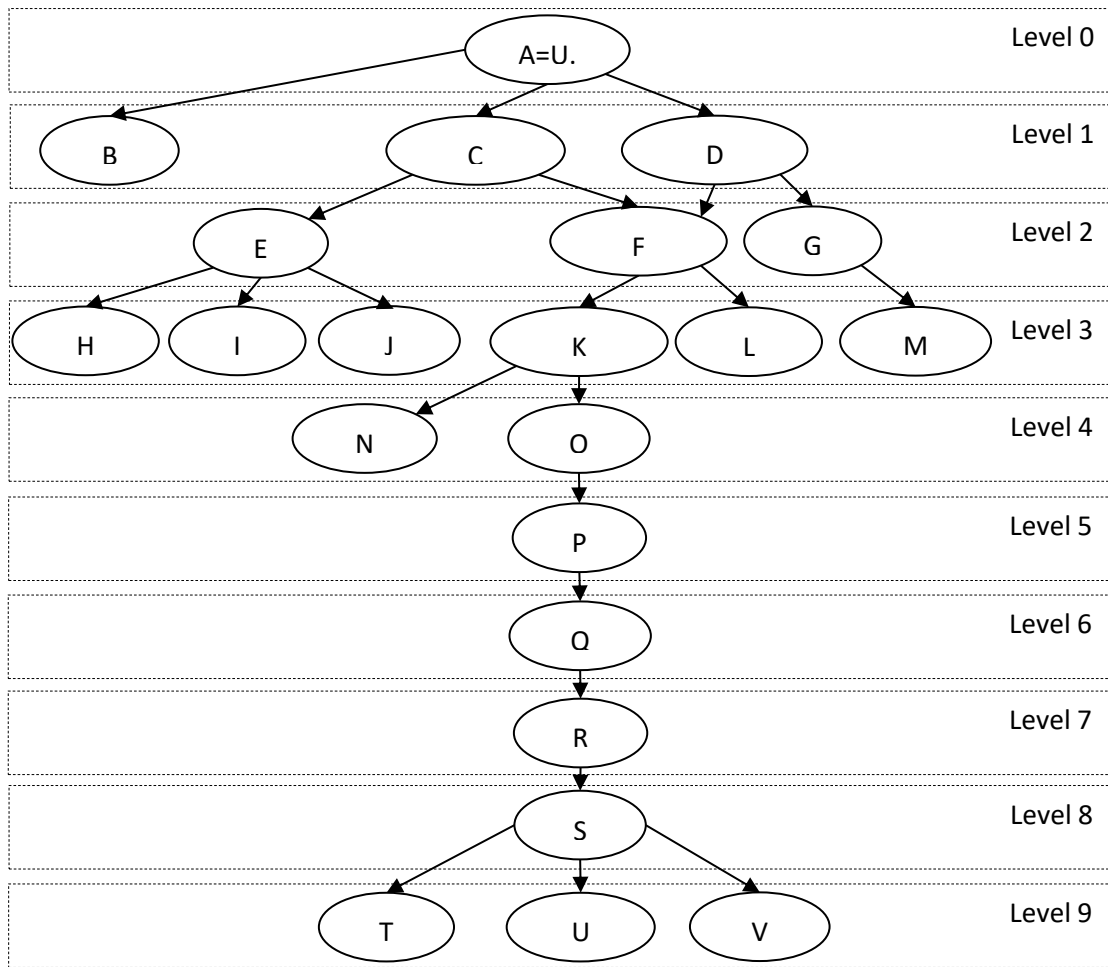 Level 0
A=U.
Level 1
B C D
Level 2
E F G
Level 3
H I J K L M
Level 4
N O
Level 5
P
Level 6
Q
Level 7
R
Level 8
S
Level 9
T U V